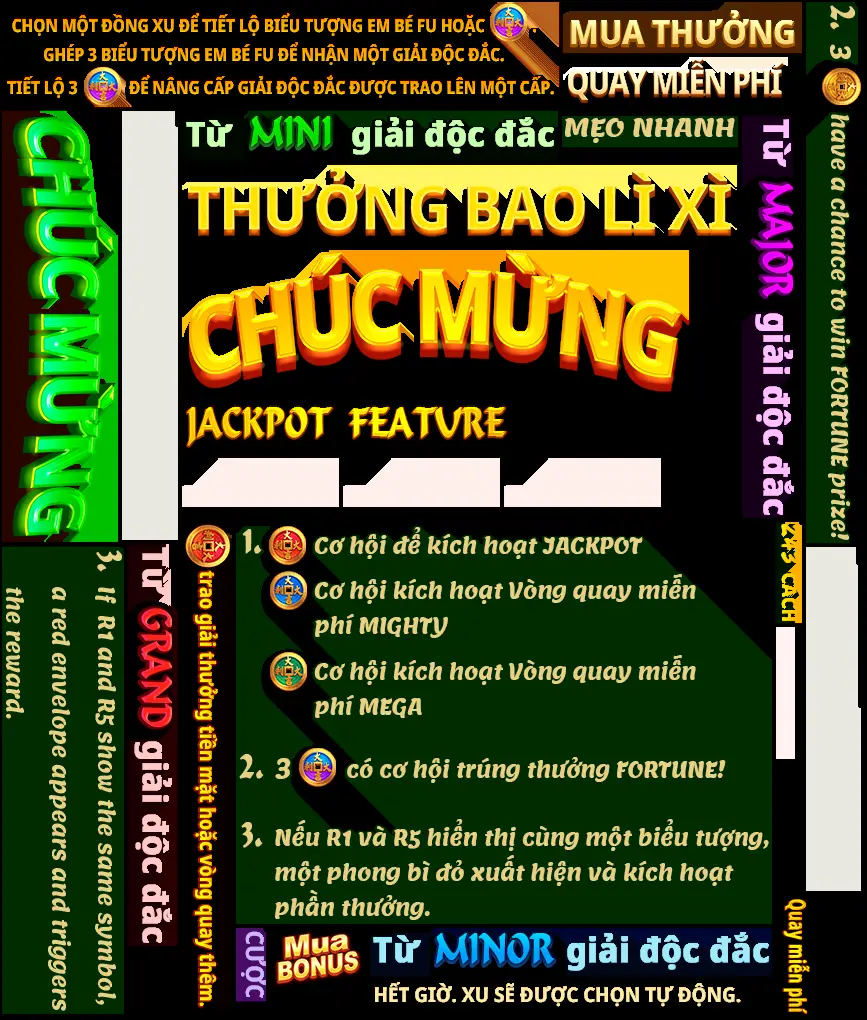 CHỌN MỘT ĐỒNG XU ĐỂ TIẾT LỘ BIỂU TƯỢNG EM BÉ FU HOẶC .
GHÉP 3 BIỂU TƯỢNG EM BÉ FU ĐỂ NHẬN MỘT GIẢI ĐỘC ĐẮC.
TIẾT LỘ 3 ĐỂ NÂNG CẤP GIẢI ĐỘC ĐẮC ĐƯỢC TRAO LÊN MỘT CẤP.
MUA THƯỞNG
QUAY MIỄN PHÍ
2. 3 have a chance to win FORTUNE prize!
CHÚC MỪNG
Từ MINI giải độc đắc
MẸO NHANH
Từ MAJOR giải độc đắc
THƯỞNG BAO LÌ XÌ
CHÚC MỪNG
JACKPOT FEATURE
243 CÁCH
3. If R1 and R5 show the same symbol,
a red envelope appears and triggers
the reward.
Từ GRAND giải độc đắc
trao giải thưởng tiền mặt hoặc vòng quay thêm.
1. Cơ hội để kích hoạt JACKPOT
Cơ hội kích hoạt Vòng quay miễn
phí MIGHTY
Cơ hội kích hoạt Vòng quay miễn
phí MEGA
2. 3 có cơ hội trúng thưởng FORTUNE!
3. Nếu R1 và R5 hiển thị cùng một biểu tượng,
một phong bì đỏ xuất hiện và kích hoạt
phần thưởng.
CƯỢC
Mua
BONUS
Từ MINOR giải độc đắc
HẾT GIỜ. XU SẼ ĐƯỢC CHỌN TỰ ĐỘNG.
Quay miễn phí